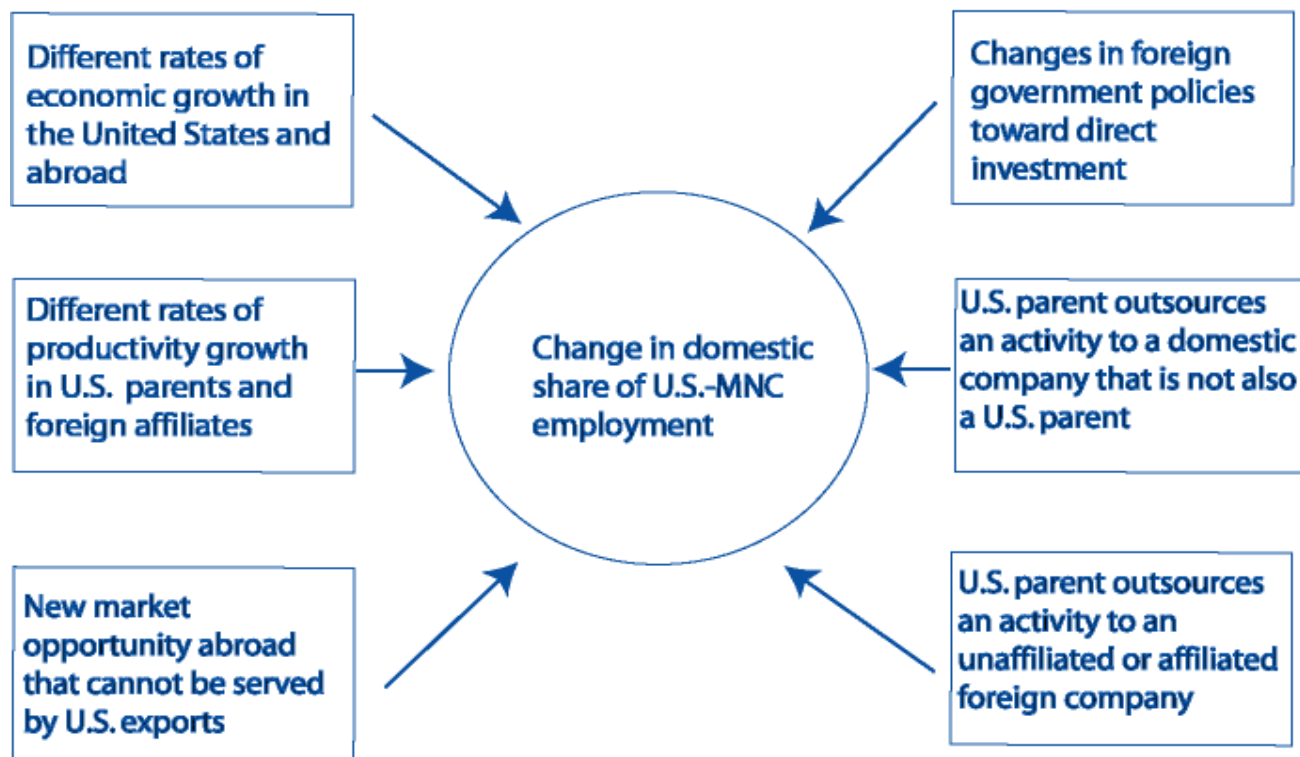 Different rates of
economic growth in
the United States and
abroad
Changes in foreign
government policies
toward direct
investment
Different rates of
productivity growth
in U.S. parents and
foreign affiliates
Change in domestic
share of U.S.-MNC
employment
U.S. parent outsources
an activity to a domestic
company that is not also
a U.S. parent
New market
opportunity abroad
that cannot be served
by U.S. exports
U.S. parent outsources
an activity to an
unaffiliated or affiliated
foreign company